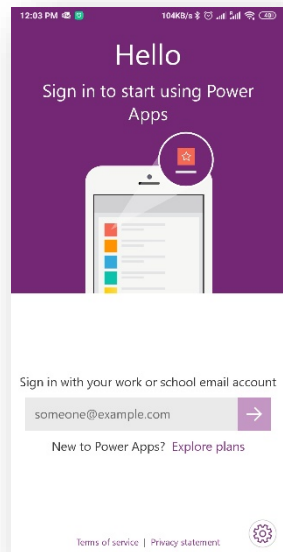 12:03 PM 104KB/s 49
Hello
Sign in to start using Power
Apps
Sign in with your work or school email account
someone@example.com
New to Power Apps? Explore plans
Terms of service | Privacy statement